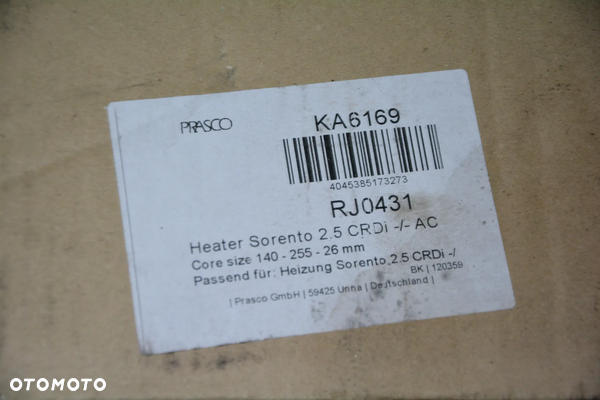 PRASCO
KA6169
4045385173273
RJ0431
Heater Sorento 2.5 CRDi -/- AC
Core size 140 - 255 - 26 mm
Passend für: Heizung Sorento 2.5 CRDi -/
BK | 120359
| Prasco GmbH | 59425 Unna | Deutschland |
OTOMOTO